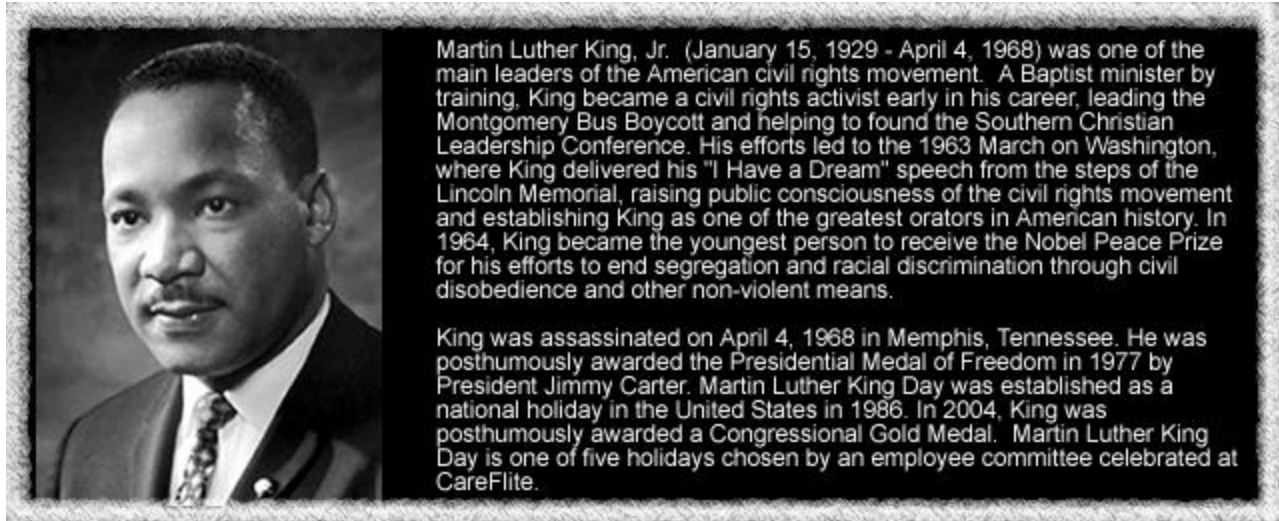 Martin Luther King, Jr.  (January 15, 1929 - April 4, 1968) was one of the
main leaders of the American civil rights movement.  A Baptist minister by
training, King became a civil rights activist early in his career, leading the
Montgomery Bus Boycott and helping to found the Southern Christian
Leadership Conference. His efforts led to the 1963 March on Washington,
where King delivered his "I Have a Dream" speech from the steps of the
Lincoln Memorial, raising public consciousness of the civil rights movement
and establishing King as one of the greatest orators in American history. In
1964, King became the youngest person to receive the Nobel Peace Prize
for his efforts to end segregation and racial discrimination through civil
disobedience and other non-violent means.

King was assassinated on April 4, 1968 in Memphis, Tennessee. He was
posthumously awarded the Presidential Medal of Freedom in 1977 by
President Jimmy Carter. Martin Luther King Day was established as a
national holiday in the United States in 1986. In 2004, King was
posthumously awarded a Congressional Gold Medal.  Martin Luther King
Day is one of five holidays chosen by an employee committee celebrated at
CareFlite.